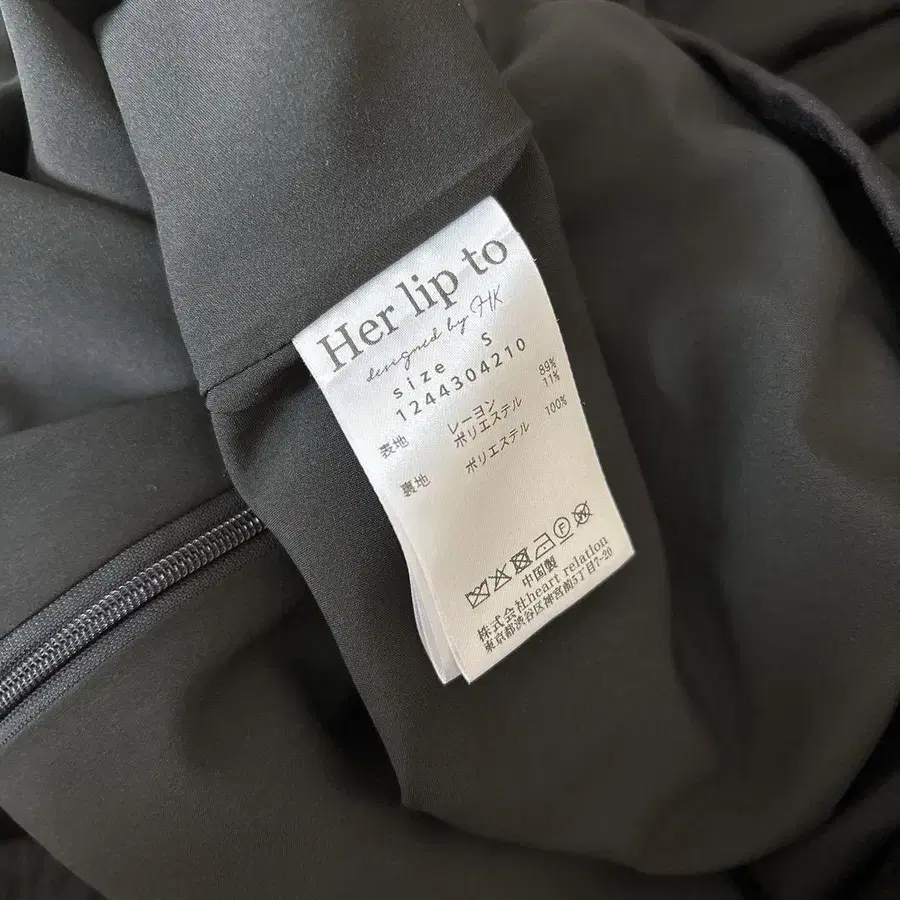 Her lip to
designed by HK
size S
1244304210
表地 レーヨン 89%
ポリエステル 11%
裏地 ポリエステル 100%
F W
中国製
株式会社heart relation
東京都渋谷区神宮前5丁目7-20